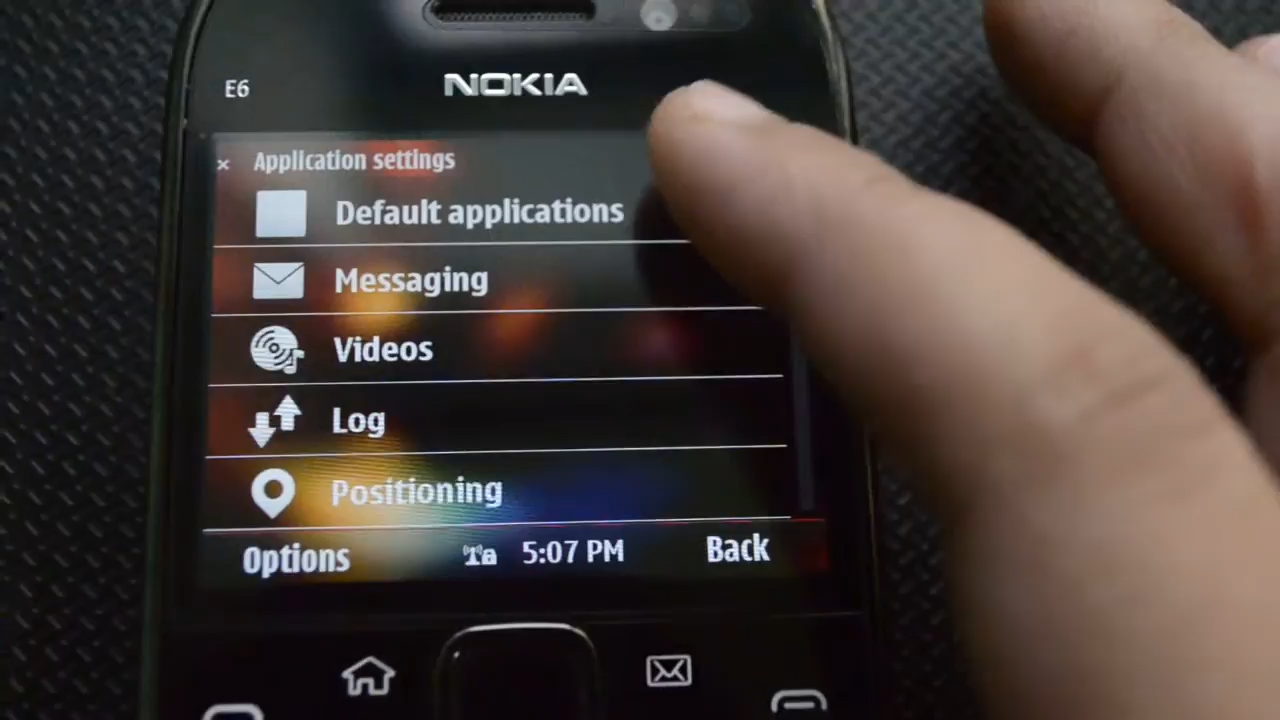 E6
NOKIA
× Application settings
Default applications
Messaging
Videos
Log
Positioning
Options 5:07 PM Back